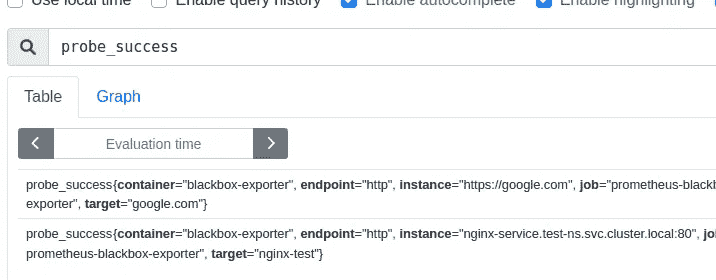 Use local time Enable query history Enable autocomplete Enable highlighting
probe_success
Table Graph
Evaluation time
probe_success{container="blackbox-exporter", endpoint="http", instance="https://google.com", job="prometheus-blackb
exporter", target="google.com"}
probe_success{container="blackbox-exporter", endpoint="http", instance="nginx-service.test-ns.svc.cluster.local:80", jo
prometheus-blackbox-exporter", target="nginx-test"}